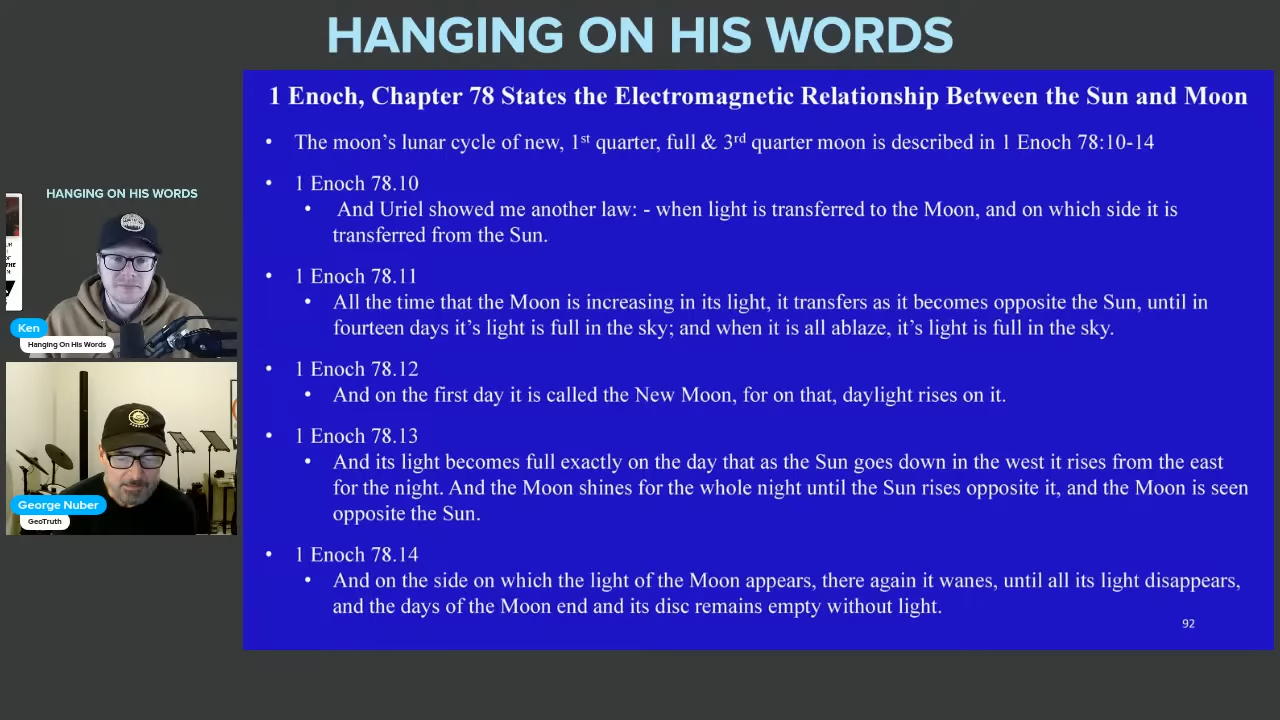 HANGING ON HIS WORDS
1 Enoch, Chapter 78 States the Electromagnetic Relationship Between the Sun and Moon
• The moon's lunar cycle of new, 1st quarter, full & 3rd quarter moon is described in 1 Enoch 78:10-14
• 1 Enoch 78.10
• And Uriel showed me another law: - when light is transferred to the Moon, and on which side it is
transferred from the Sun.
• 1 Enoch 78.11
• All the time that the Moon is increasing in its light, it transfers as it becomes opposite the Sun, until in
fourteen days it's light is full in the sky; and when it is all ablaze, it's light is full in the sky.
• 1 Enoch 78.12
• And on the first day it is called the New Moon, for on that, daylight rises on it.
• 1 Enoch 78.13
• And its light becomes full exactly on the day that as the Sun goes down in the west it rises from the east
for the night. And the Moon shines for the whole night until the Sun rises opposite it, and the Moon is seen
opposite the Sun.
• 1 Enoch 78.14
• And on the side on which the light of the Moon appears, there again it wanes, until all its light disappears,
and the days of the Moon end and its disc remains empty without light.
92
HANGING ON HIS WORDS
Ken
Hanging On His Words
George Nuber
GeoTruth